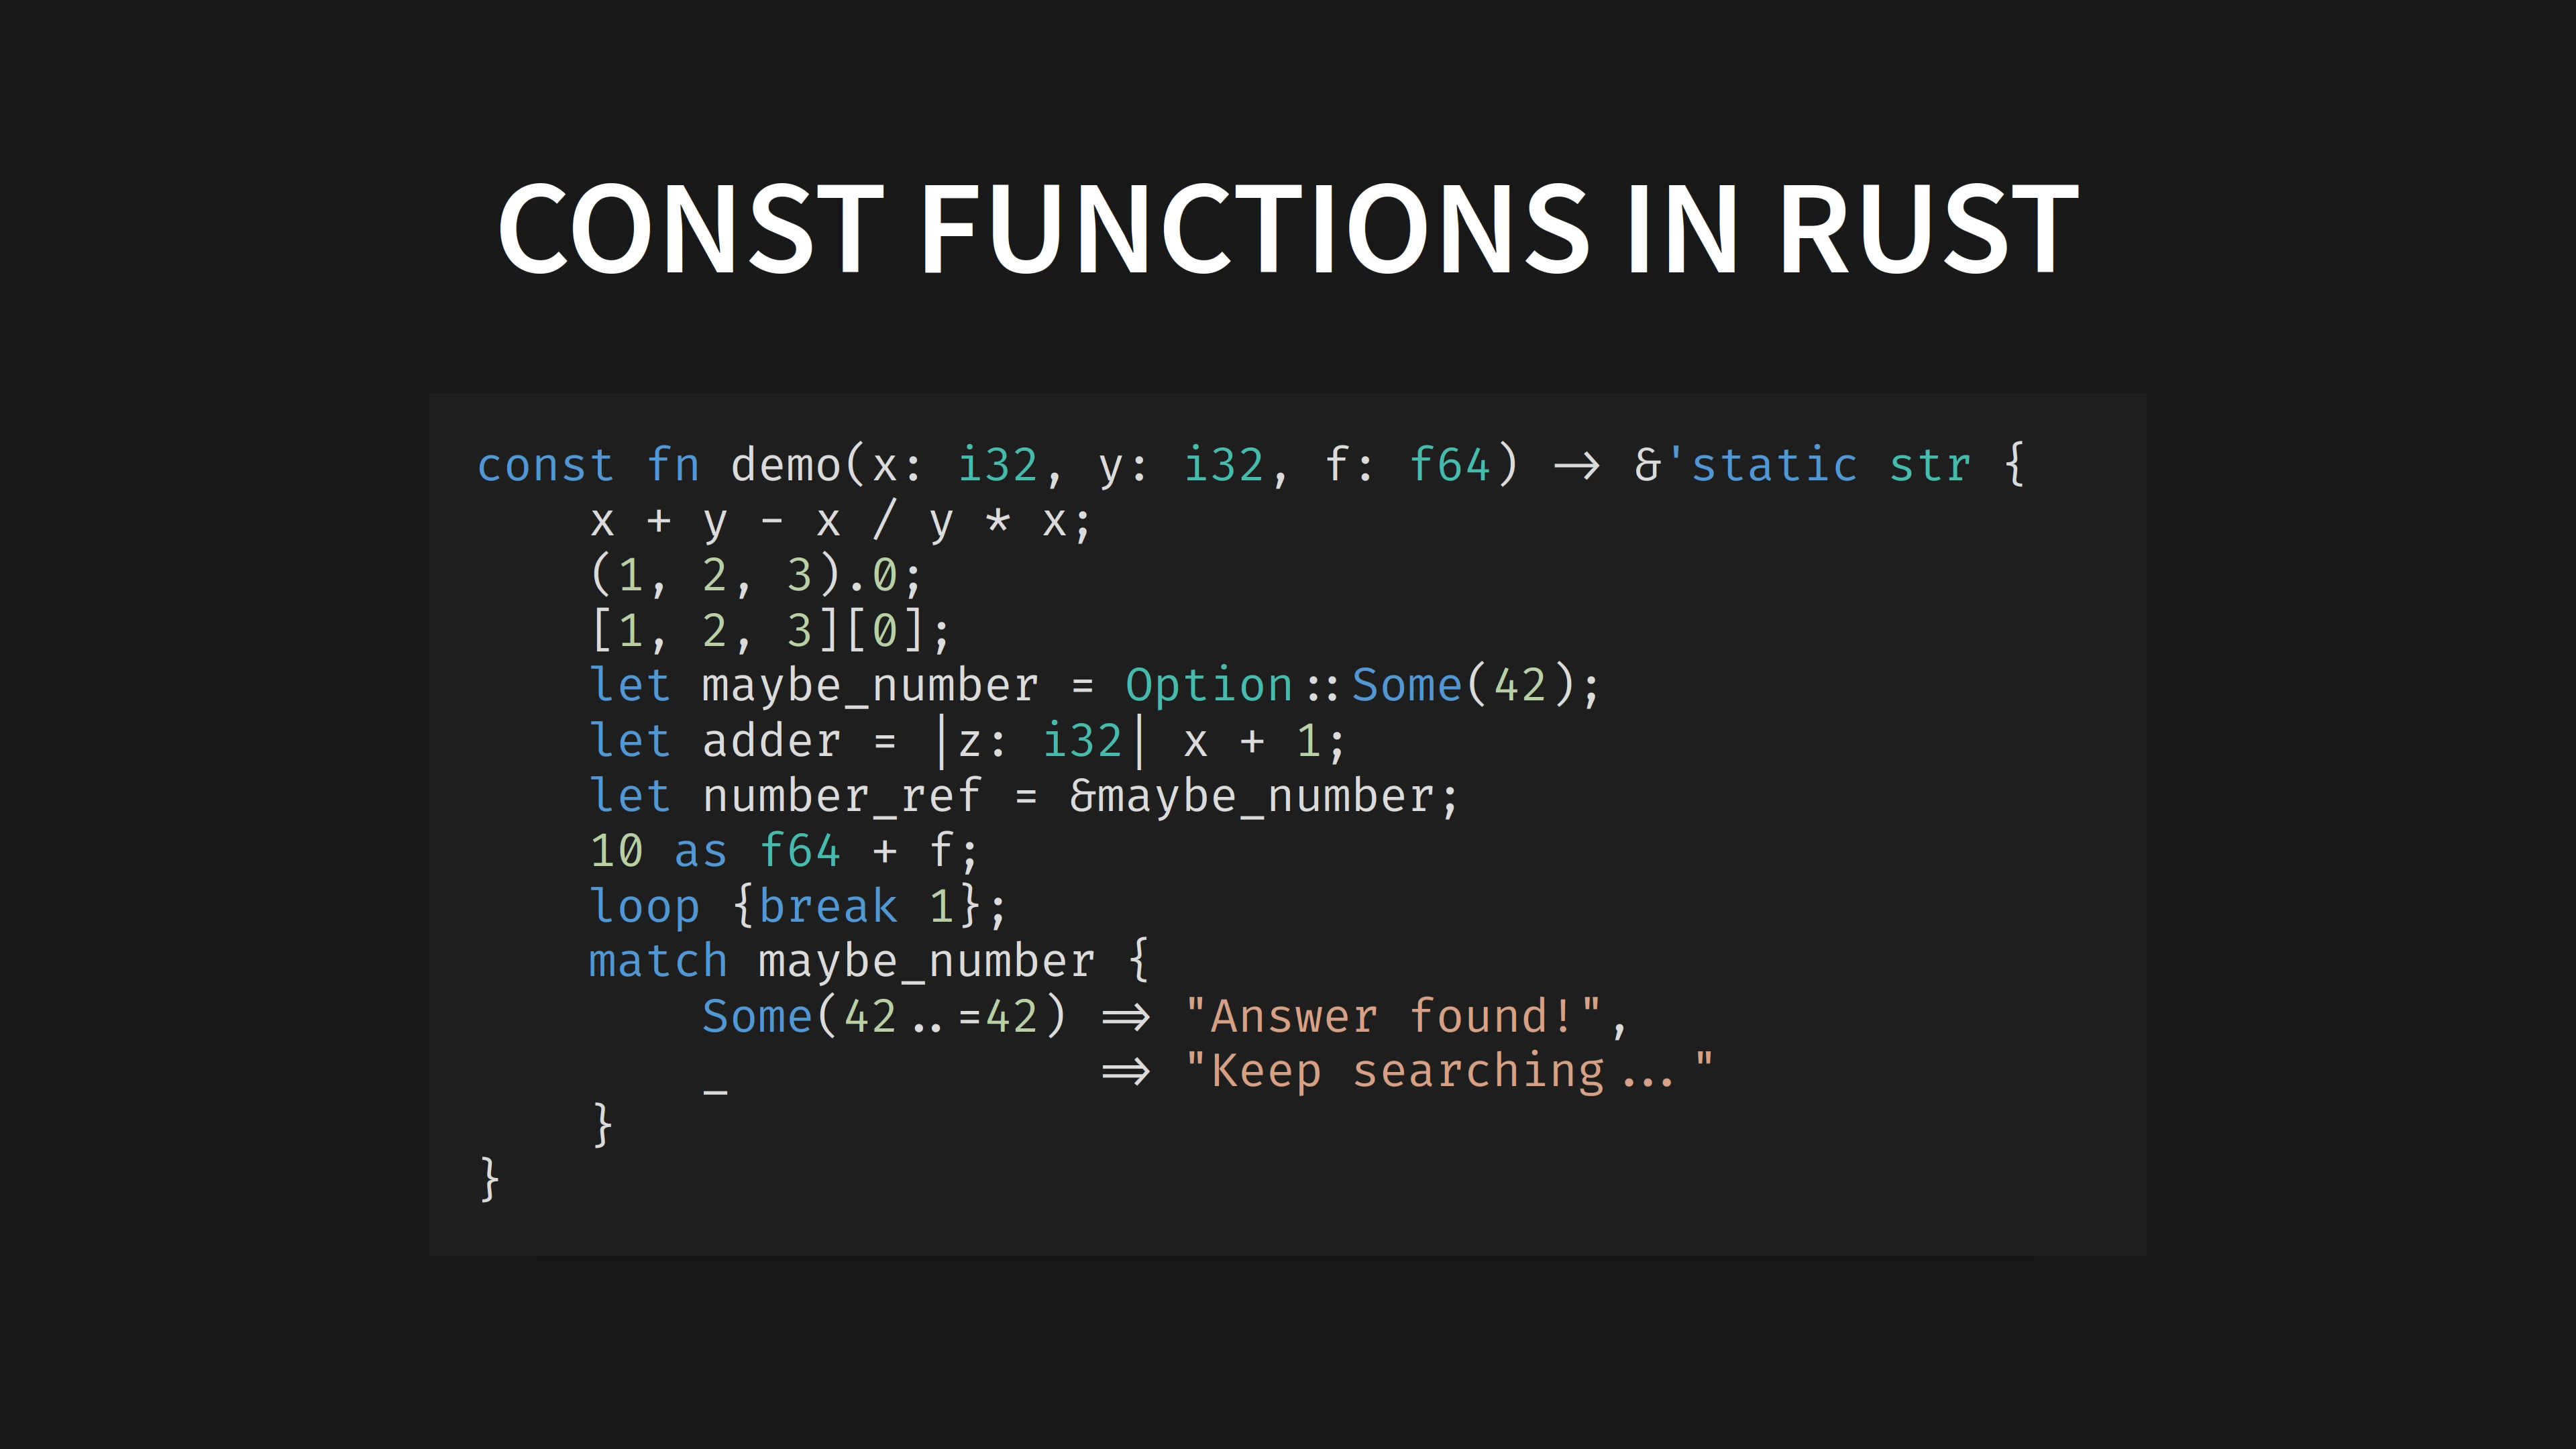 CONST FUNCTIONS IN RUST
const fn demo(x: i32, y: i32, f: f64) -> &'static str {
    x + y - x / y * x;
    (1, 2, 3).0;
    [1, 2, 3][0];
    let maybe_number = Option::Some(42);
    let adder = |z: i32| x + 1;
    let number_ref = &maybe_number;
    10 as f64 + f;
    loop {break 1};
    match maybe_number {
        Some(42..=42) => "Answer found!",
        _             => "Keep searching..."
    }
}